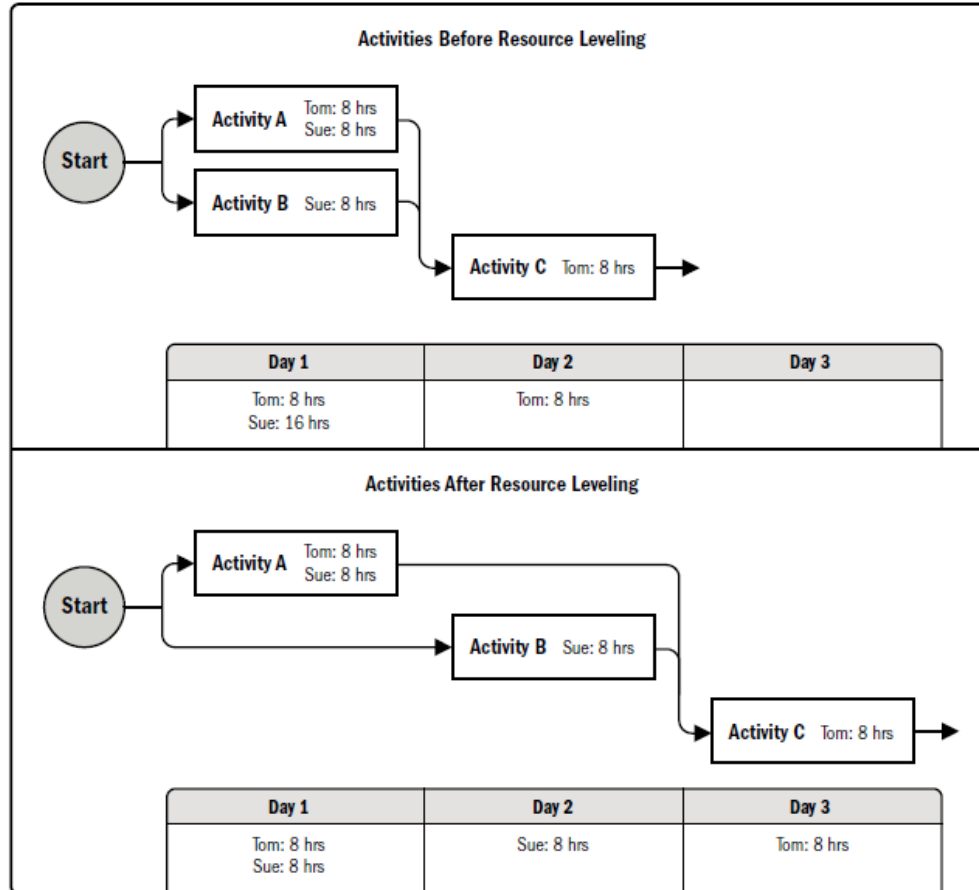 Activities Before Resource Leveling
Start
Activity A
Tom: 8 hrs
Sue: 8 hrs
Activity B Sue: 8 hrs
Activity C Tom: 8 hrs
Day 1 Day 2 Day 3
Tom: 8 hrs Tom: 8 hrs
Sue: 16 hrs
Activities After Resource Leveling
Start
Activity A
Tom: 8 hrs
Sue: 8 hrs
Activity B Sue: 8 hrs
Activity C Tom: 8 hrs
Day 1 Day 2 Day 3
Tom: 8 hrs Sue: 8 hrs Tom: 8 hrs
Sue: 8 hrs